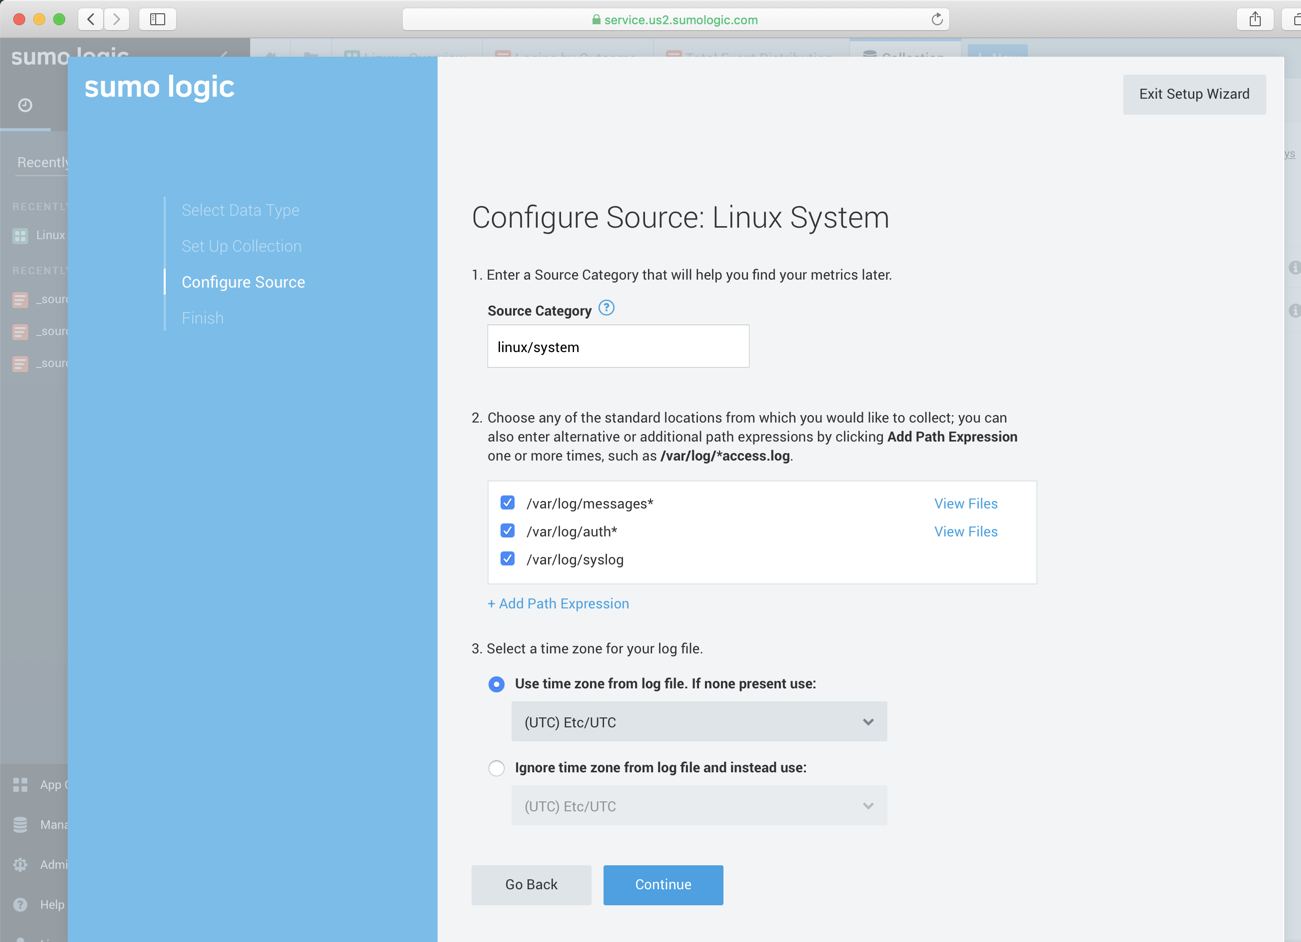 service.us2.sumologic.com
sumo logic
Collection
sumo logic
Exit Setup Wizard
Recently
Select Data Type
Set Up Collection
Configure Source
Finish
Linux
Configure Source: Linux System
1. Enter a Source Category that will help you find your metrics later.
Source Category ?
linux/system
2. Choose any of the standard locations from which you would like to collect; you can
also enter alternative or additional path expressions by clicking Add Path Expression
one or more times, such as /var/log/*access.log.
/var/log/messages* View Files
/var/log/auth* View Files
/var/log/syslog
+ Add Path Expression
3. Select a time zone for your log file.
Use time zone from log file. If none present use:
(UTC) Etc/UTC
Ignore time zone from log file and instead use:
(UTC) Etc/UTC
App
Mana
Admi
Help
Go Back
Continue